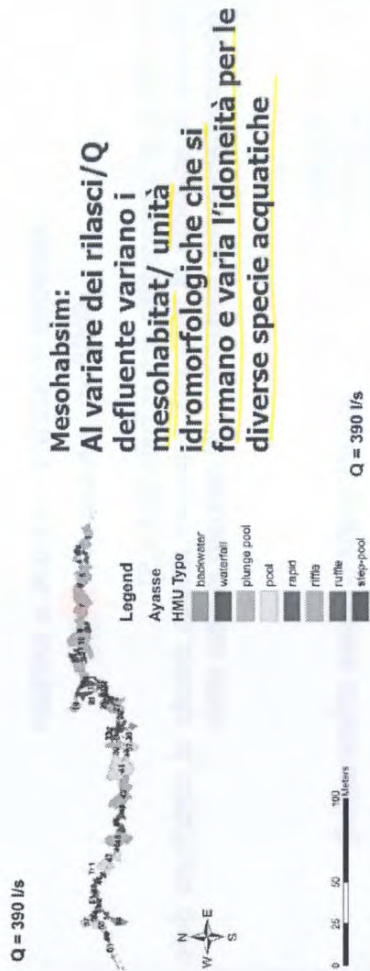 Q = 390 l/s
Mesohabsim:
Al variare dei rilasci/Q
defluente variano i
mesohabitat/ unità
idromorfologiche che si
formano e varia l'idoneità per le
diverse specie acquatiche
Legend
Ayasse
HMU Type
backwater
waterfall
plunge pool
pool
rapid
riffle
ruffle
step-pool
N
W E
S
0 25 50 100
Meters
Q = 390 l/s